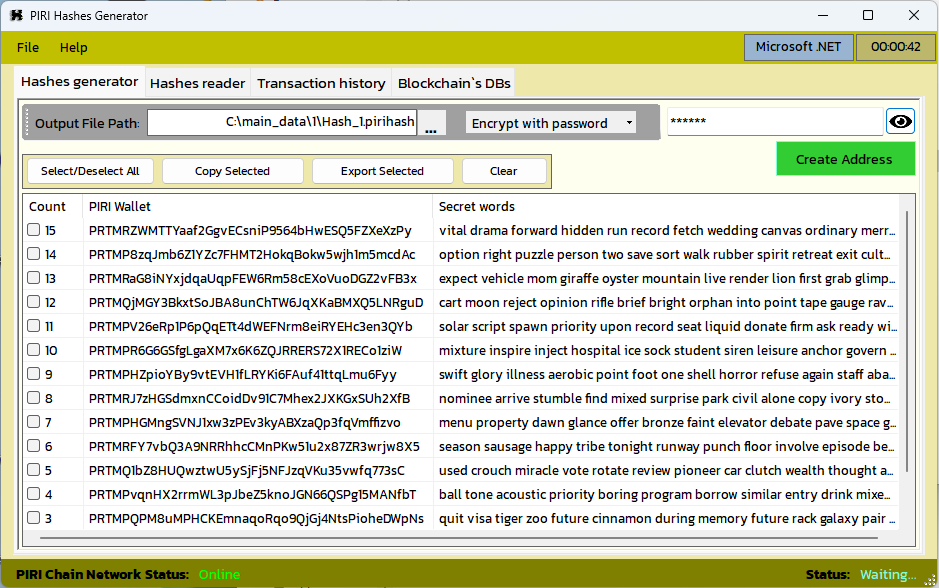 PIRI Hashes Generator
File Help Microsoft .NET 00:00:42
Hashes generator Hashes reader Transaction history Blockchain`s DBs
Output File Path: C:\main_data\1\Hash_1.pirihash ... Encrypt with password ******
Create Address
Select/Deselect All Copy Selected Export Selected Clear
Count PIRI Wallet Secret words
15 PRTMRZWMTTYaaf2GgvECsniP9564bHwESQ5FZXeXzPy vital drama forward hidden run record fetch wedding canvas ordinary merr...
14 PRTMP8zqJmb6Z1YZc7FHMT2HokqBokw5wjh1m5mcdAc option right puzzle person two save sort walk rubber spirit retreat exit cult...
13 PRTMRaG8iNYxjdqaUqpFEW6Rm58cEXoVuoDGZ2vFB3x expect vehicle mom giraffe oyster mountain live render lion first grab glimp...
12 PRTMQjMGY3BkxtSoJBA8unChTW6JqXKaBMXQ5LNRguD cart moon reject opinion rifle brief bright orphan into point tape gauge rav...
11 PRTMPV26eRp1P6pQqETt4dWEFNrm8eiRYEHc3en3QYb solar script spawn priority upon record seat liquid donate firm ask ready wi...
10 PRTMPR6G6GSfgLgaXM7x6K6ZQJRRERS72X1RECo1ziW mixture inspire inject hospital ice sock student siren leisure anchor govern ...
9 PRTMPHZpioYBy9vtEVH1fLRYKi6FAuf41ttqLmu6Fyy swift glory illness aerobic point foot one shell horror refuse again staff aba...
8 PRTMRJ7zHGSdmxnCCoidDv91C7Mhex2JXKGxSUh2XfB nominee arrive stumble find mixed surprise park civil alone copy ivory sto...
7 PRTMPHGMngSVNJ1xw3zPEv3kyABXzaQp3fqVmffizvo menu property dawn glance offer bronze faint elevator debate pave space g...
6 PRTMRFY7vbQ3A9NRRhhcCMnPKw51u2x87ZR3wrjw8X5 season sausage happy tribe tonight runway punch floor involve episode be...
5 PRTMQ1bZ8HUQwztwU5ySjFj5NFJzqVKu35vwfq773sC used crouch miracle vote rotate review pioneer car clutch wealth thought a...
4 PRTMPvqnHX2rrmWL3pJbeZ5knoJGN66QSPg15MANfbT ball tone acoustic priority boring program borrow similar entry drink mixe...
3 PRTMPQPM8uMPHCKEmnaqoRqo9QjGj4NtsPioheDWpNs quit visa tiger zoo future cinnamon during memory future rack galaxy pair ...
PIRI Chain Network Status: Online Status: Waiting...